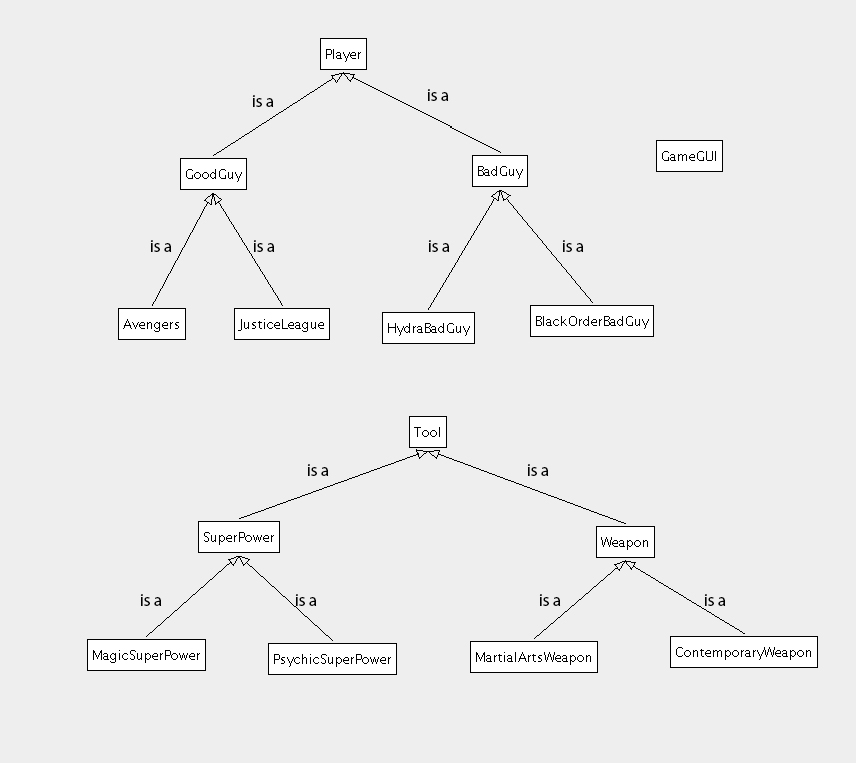 Player
is a
is a
GoodGuy
BadGuy
GameGUI
is a
is a
is a
is a
Avengers
JusticeLeague
HydraBadGuy
BlackOrderBadGuy
Tool
is a
is a
SuperPower
Weapon
is a
is a
is a
is a
MagicSuperPower
PsychicSuperPower
MartialArtsWeapon
ContemporaryWeapon